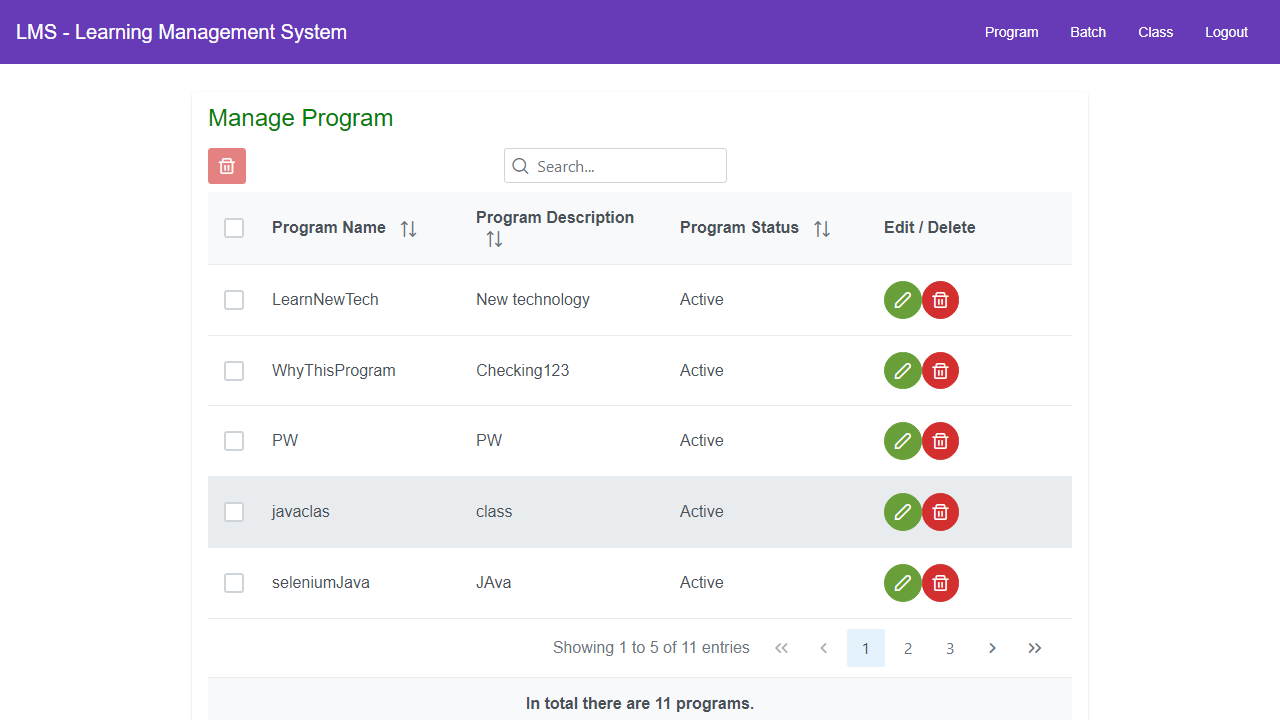 LMS - Learning Management System
Program Batch Class Logout
Manage Program
Search...
Program Name Program Description Program Status Edit / Delete
LearnNewTech New technology Active
WhyThisProgram Checking123 Active
PW PW Active
javaclas class Active
seleniumJava JAva Active
Showing 1 to 5 of 11 entries 1 2 3
In total there are 11 programs.